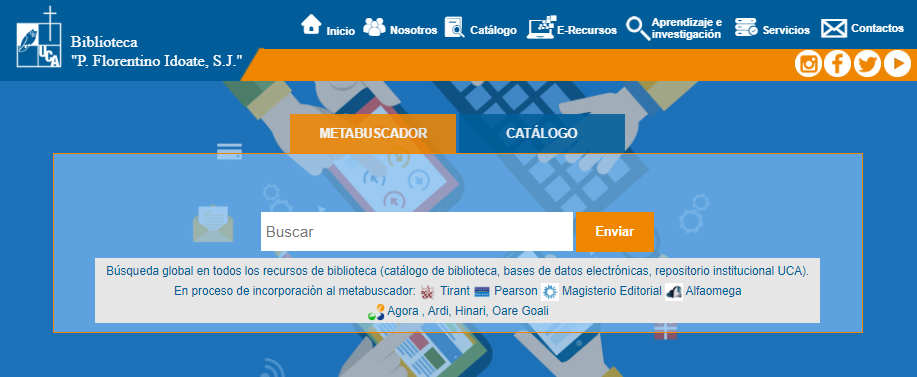 UCA
Biblioteca
"P. Florentino Idoate, S.J."
Inicio
Nosotros
Catálogo
E-Recursos
Aprendizaje e
investigación
Servicios
Contactos
METABUSCADOR
CATÁLOGO
Buscar
Enviar
Búsqueda global en todos los recursos de biblioteca (catálogo de biblioteca, bases de datos electrónicas, repositorio institucional UCA).
En proceso de incorporación al metabuscador: Tirant Pearson Magisterio Editorial Alfaomega
Agora , Ardi, Hinari, Oare Goali